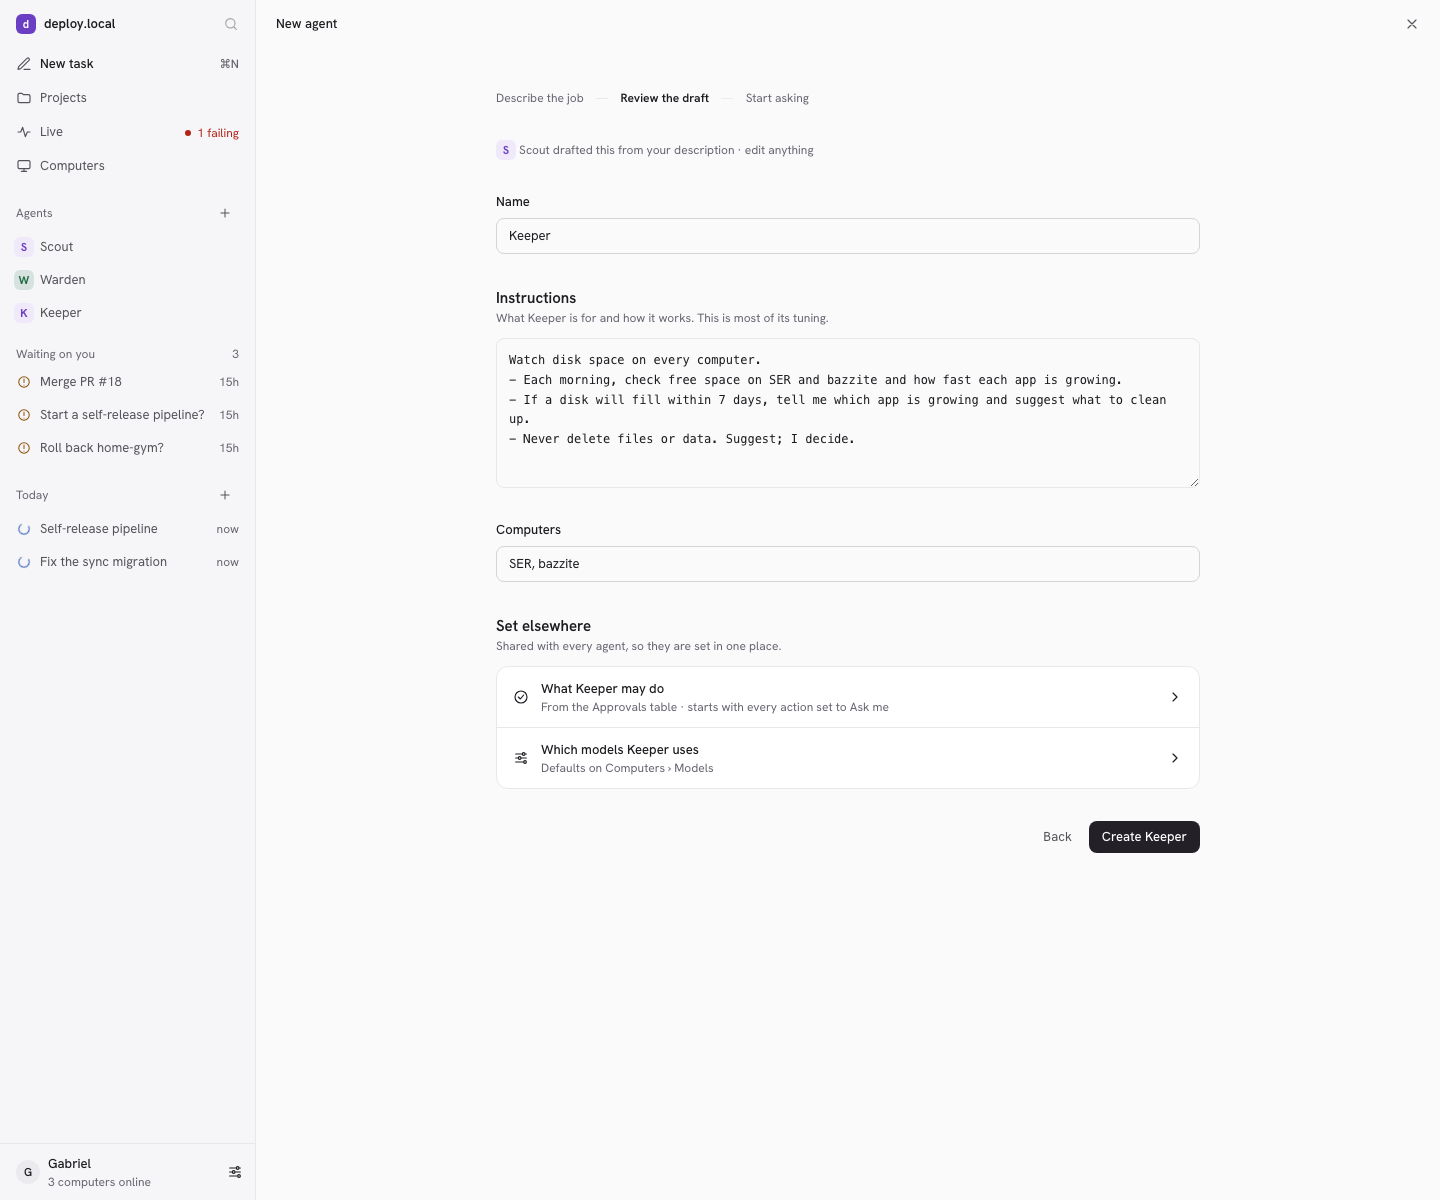 d deploy.local
New task ⌘N
Projects
Live 1 failing
Computers
Agents
S Scout
W Warden
K Keeper
Waiting on you 3
Merge PR #18 15h
Start a self-release pipeline? 15h
Roll back home-gym? 15h
Today
Self-release pipeline now
Fix the sync migration now
G Gabriel
3 computers online
New agent
Describe the job Review the draft Start asking
S Scout drafted this from your description · edit anything
Name
Keeper
Instructions
What Keeper is for and how it works. This is most of its tuning.
Watch disk space on every computer.
– Each morning, check free space on SER and bazzite and how fast each app is growing.
– If a disk will fill within 7 days, tell me which app is growing and suggest what to clean
up.
– Never delete files or data. Suggest; I decide.
Computers
SER, bazzite
Set elsewhere
Shared with every agent, so they are set in one place.
What Keeper may do
From the Approvals table · starts with every action set to Ask me
Which models Keeper uses
Defaults on Computers › Models
Back Create Keeper